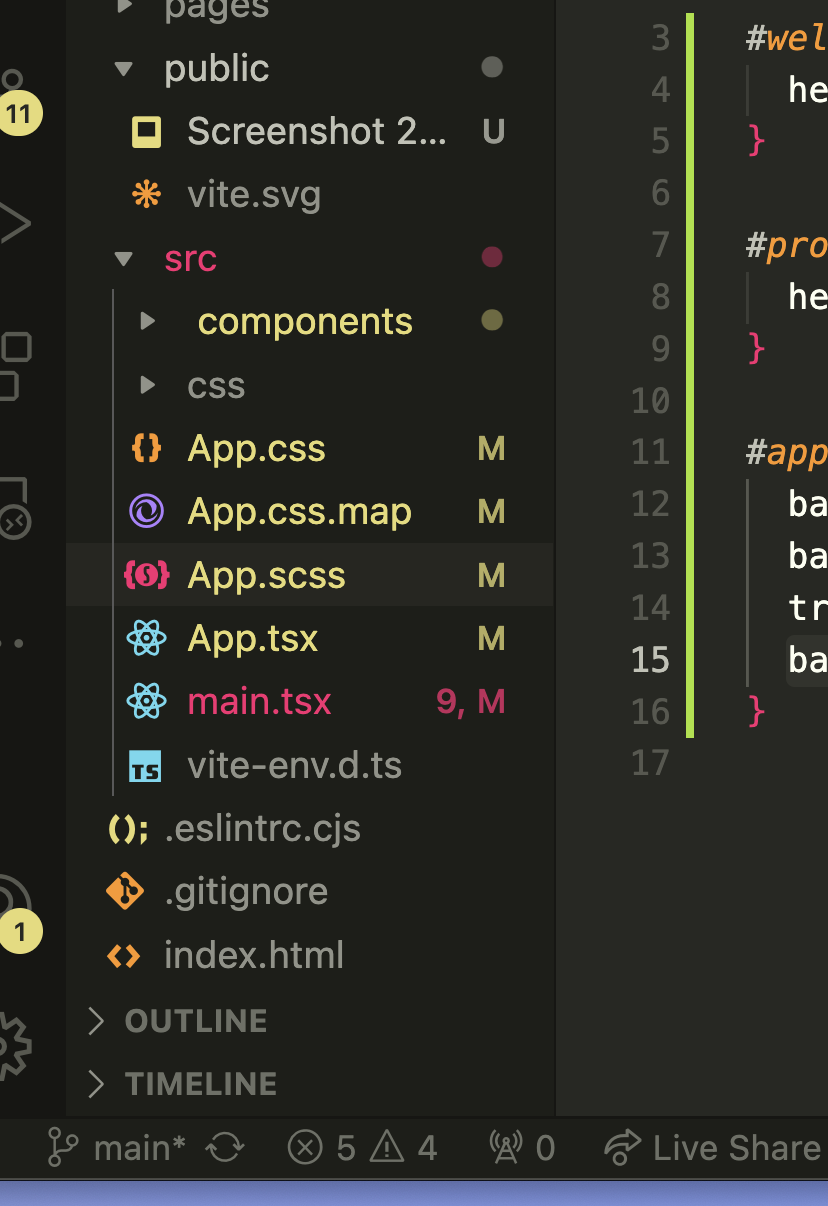 pages
public
Screenshot 2... U
vite.svg
src
components
css
App.css M
App.css.map M
App.scss M
App.tsx M
main.tsx 9, M
TS vite-env.d.ts
.eslintrc.cjs
.gitignore
index.html
OUTLINE
TIMELINE
11
1
3 #wel
4 he
5 }
6
7 #pro
8 he
9 }
10
11 #app
12 ba
13 ba
14 tr
15 ba
16 }
17
main* 5 4 0 Live Share